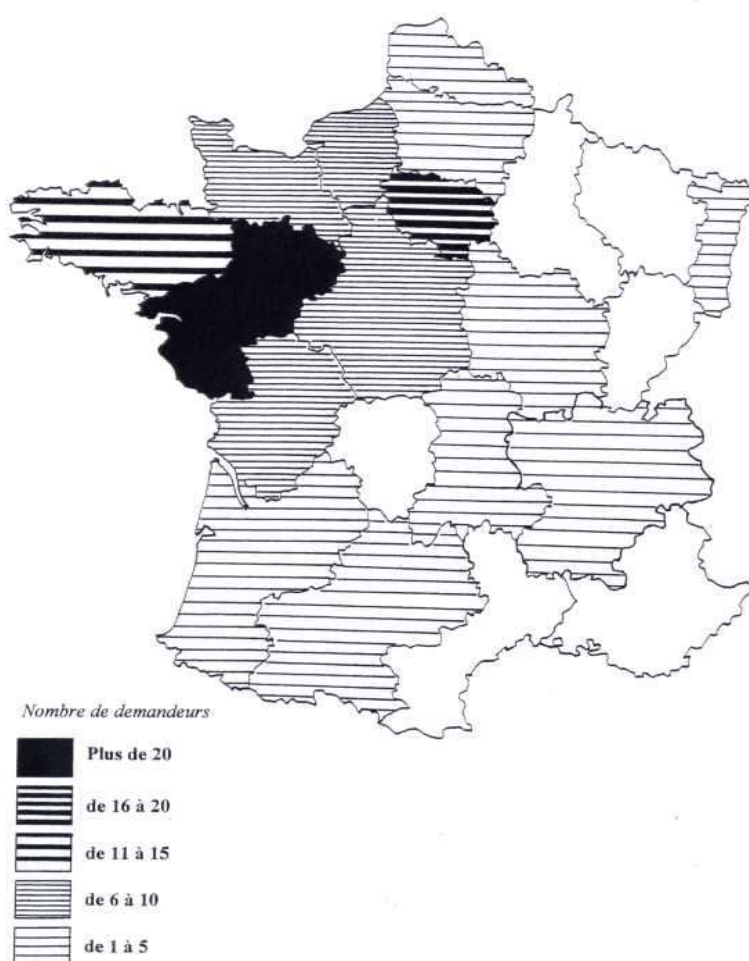 Nombre de demandeurs
Plus de 20
de 16 à 20
de 11 à 15
de 6 à 10
de 1 à 5